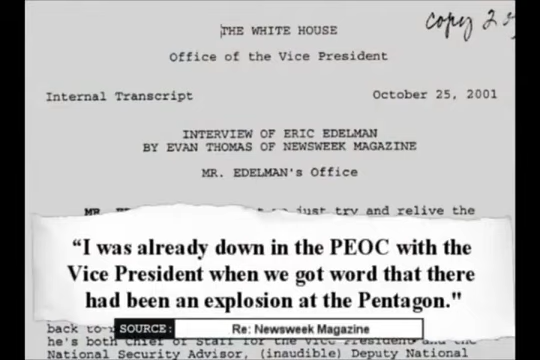 THE WHITE HOUSE
copy 2
Office of the Vice President
Internal Transcript October 25, 2001
INTERVIEW OF ERIC EDELMAN
BY EVAN THOMAS OF NEWSWEEK MAGAZINE
MR. EDELMAN's Office
just try and relive the
“I was already down in the PEOC with the
Vice President when we got word that there
had been an explosion at the Pentagon."
back to
SOURCE: Re: Newsweek Magazine
he's both Chief of Staff for the Vice President and the
National Security Advisor, (inaudible) Deputy National